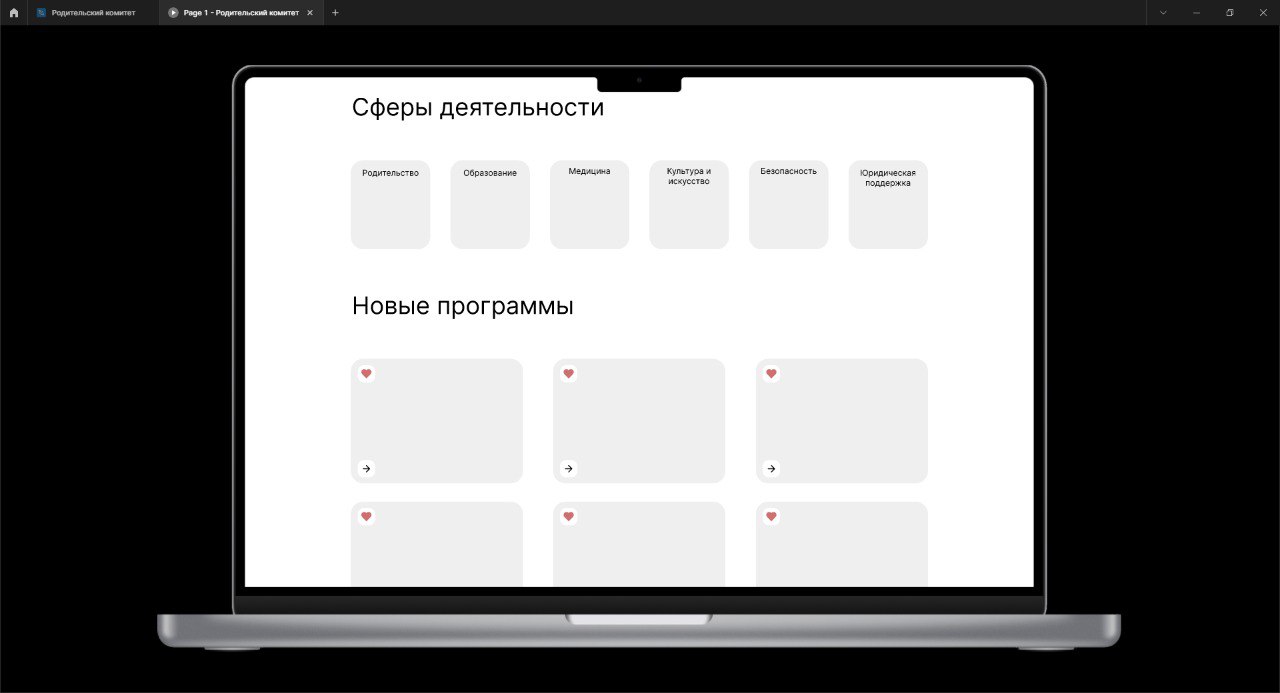 Родительский комитет
Page 1 - Родительский комитет
Сферы деятельности
Родительство
Образование
Медицина
Культура и
искусство
Безопасность
Юридическая
поддержка
Новые программы